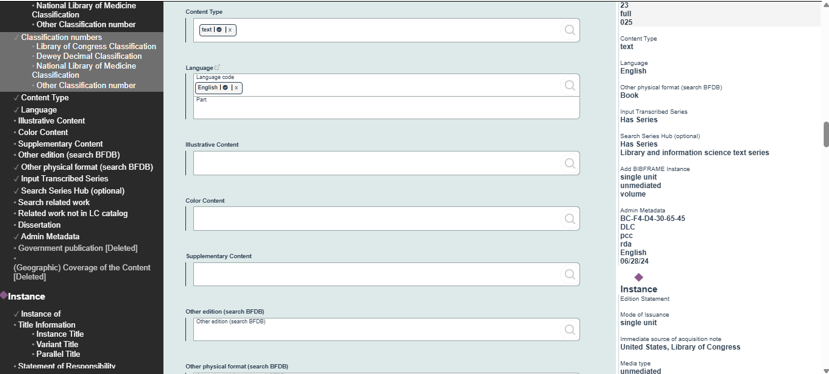 National Library of Medicine
Classification
Other Classification number
✓ Classification numbers
Library of Congress Classification
Dewey Decimal Classification
National Library of Medicine
Classification
Other Classification number
✓ Content Type
✓ Language
Illustrative Content
Color Content
Supplementary Content
Other edition (search BFDB)
✓ Other physical format (search BFDB)
✓ Input Transcribed Series
✓ Search Series Hub (optional)
Search related work
Related work not in LC catalog
Dissertation
✓ Admin Metadata
Government publication [Deleted]
(Geographic) Coverage of the Content
[Deleted]
Instance
✓ Instance of
Title Information
Instance Title
Variant Title
Parallel Title
Statement of Responsibility
Content Type
text | x
Language
Language code
English | x
Part
Illustrative Content
Color Content
Supplementary Content
Other edition (search BFDB)
Other edition (search BFDB)
Other physical format (search BFDB)
23
full
025
Content Type
text
Language
English
Other physical format (search BFDB)
Book
Input Transcribed Series
Has Series
Search Series Hub (optional)
Has Series
Library and information science text series
Add BIBFRAME Instance
single unit
unmediated
volume
Admin Metadata
BC-F4-D4-30-65-45
DLC
pcc
rda
English
06/28/24
Instance
Edition Statement
Mode of Issuance
single unit
Immediate source of acquisition note
United States, Library of Congress
Media type
unmediated